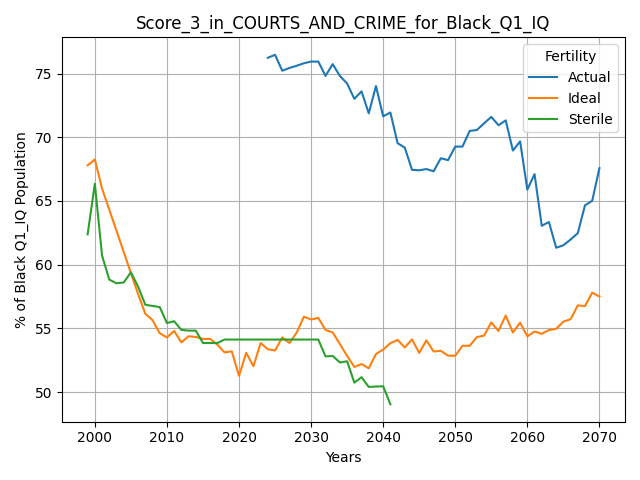 Score_3_in_COURTS_AND_CRIME_for_Black_Q1_IQ
Fertility
Actual
Ideal
Sterile
% of Black Q1_IQ Population
75
70
65
60
55
50
2000 2010 2020 2030 2040 2050 2060 2070
Years